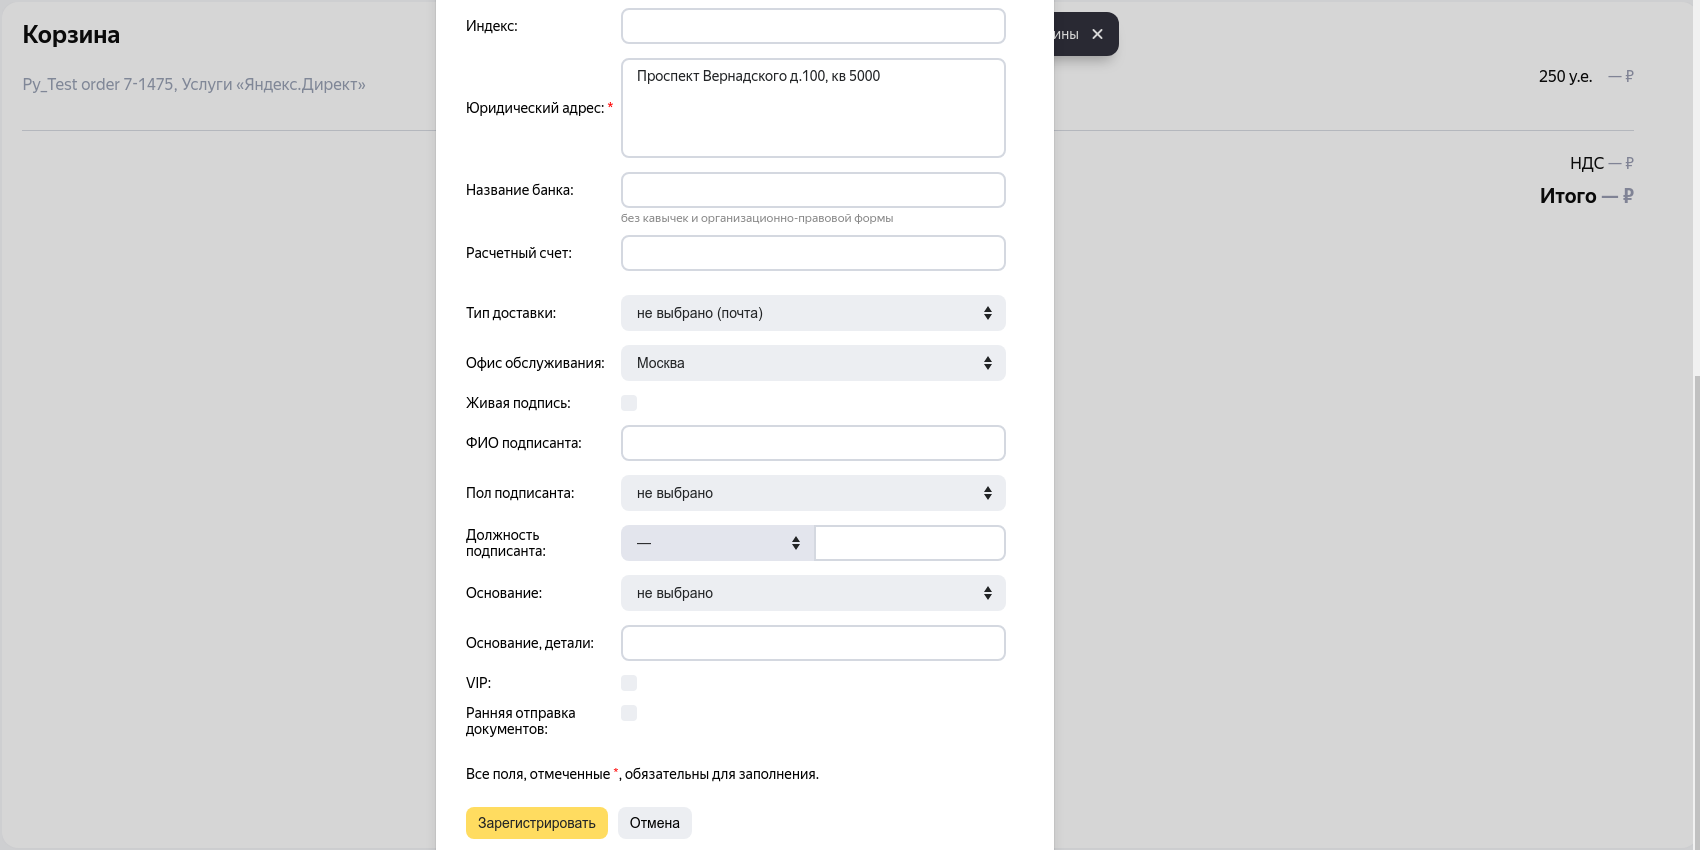 Корзина
Py_Test order 7-1475, Услуги «Яндекс.Директ»
250 у.е. — ₽
НДС — ₽
Итого — ₽
ины ✕
Индекс:
Юридический адрес: *
Проспект Вернадского д.100, кв 5000
Название банка:
без кавычек и организационно-правовой формы
Расчетный счет:
Тип доставки:
не выбрано (почта)
Офис обслуживания:
Москва
Живая подпись:
ФИО подписанта:
Пол подписанта:
не выбрано
Должность
подписанта:
—
Основание:
не выбрано
Основание, детали:
VIP:
Ранняя отправка
документов:
Все поля, отмеченные *, обязательны для заполнения.
Зарегистрировать
Отмена